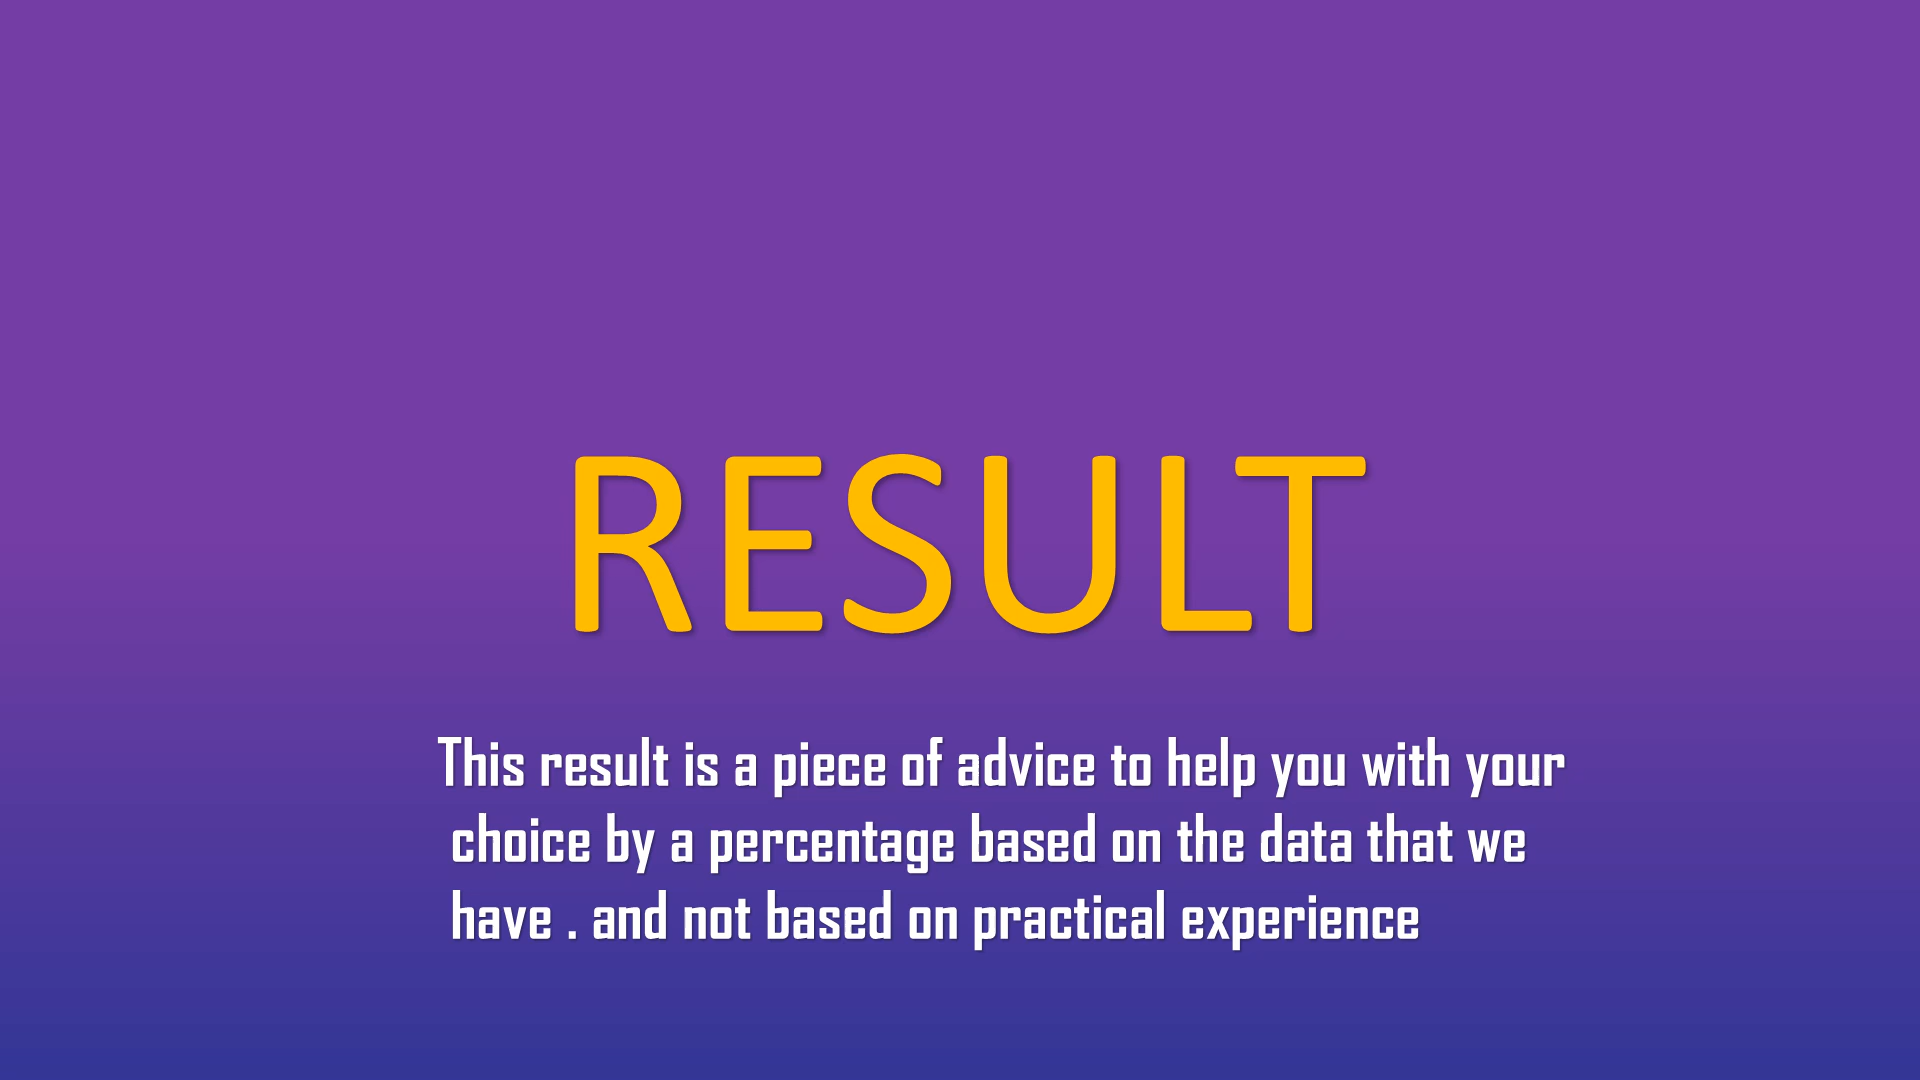 RESULT
This result is a piece of advice to help you with your
choice by a percentage based on the data that we
have . and not based on practical experience